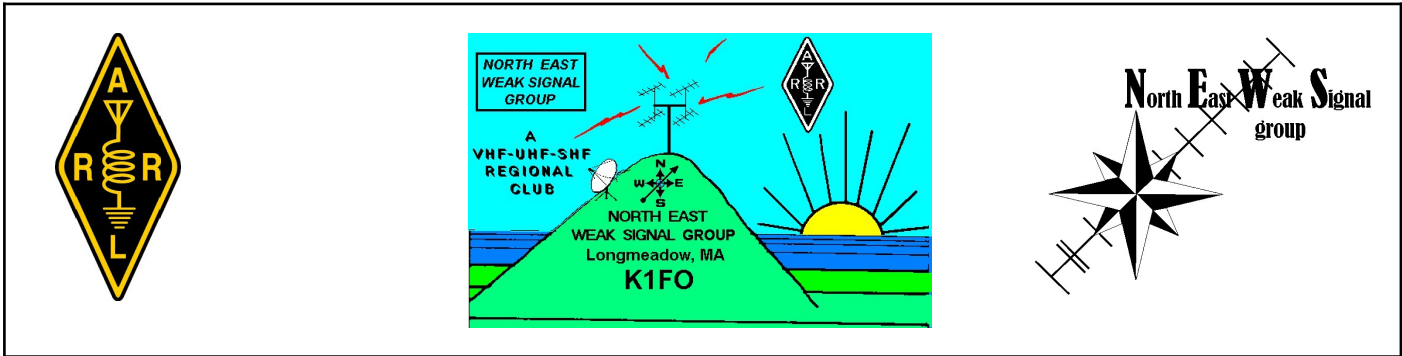 A
R R
L
NORTH EAST
WEAK SIGNAL
GROUP
A
VHF-UHF-SHF
REGIONAL
CLUB
A
R R
L
N
W E
S
NORTH EAST
WEAK SIGNAL GROUP
Longmeadow, MA
K1FO
North East Weak Signal
group